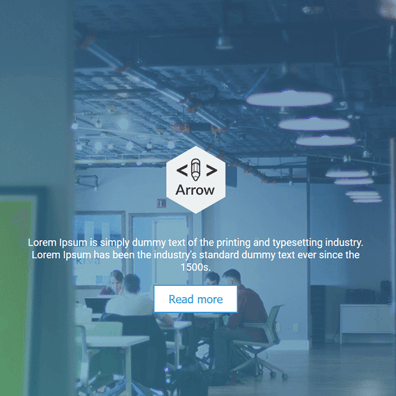 Arrow
Lorem Ipsum is simply dummy text of the printing and typesetting industry.
Lorem Ipsum has been the industry's standard dummy text ever since the
1500s.
Read more